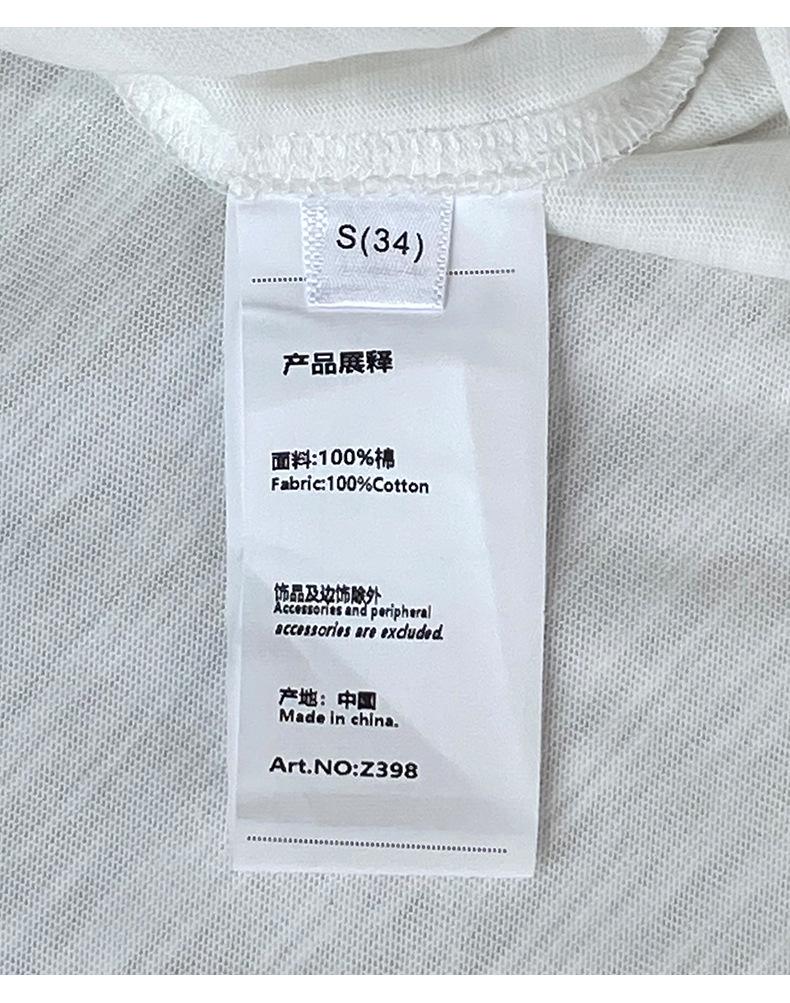 S(34)
产品展释
面料:100%棉
Fabric:100%Cotton
饰品及边饰除外
Accessories and peripheral
accessories are excluded.
产地：中国
Made in china.
Art.NO:Z398